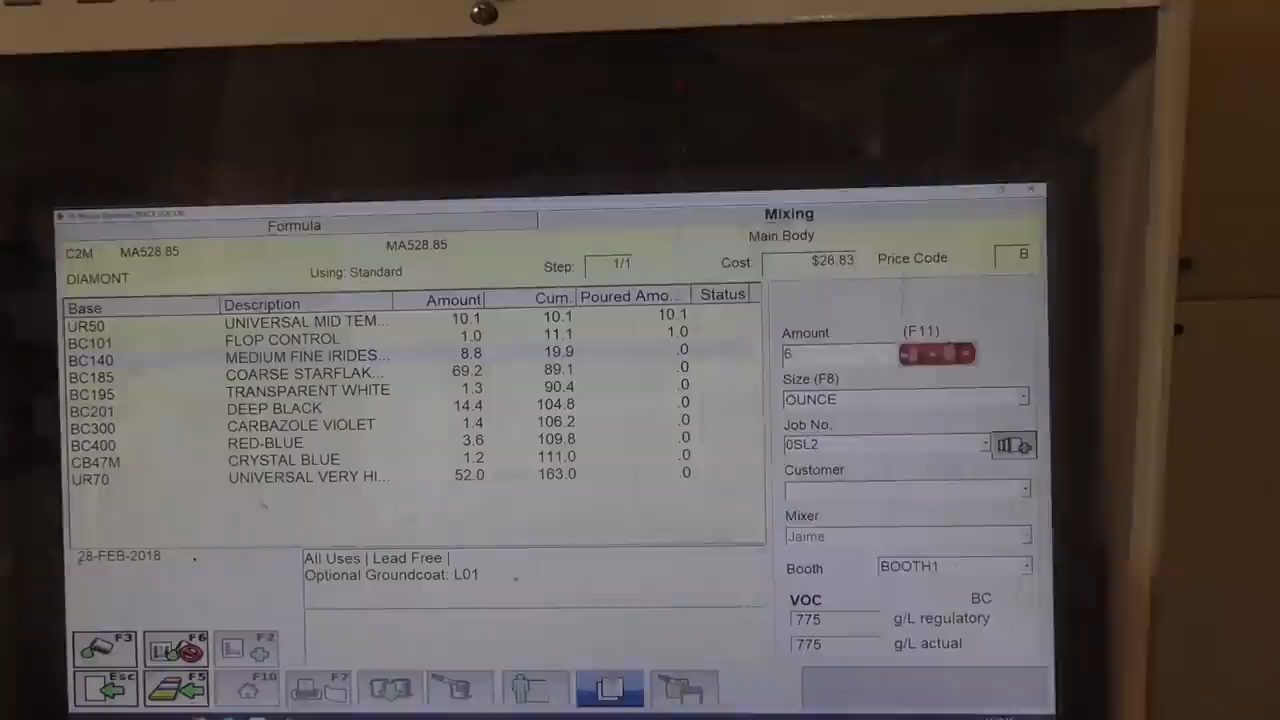 Formula
Mixing
C2M MA528.85 MA528.85 Main Body
DIAMONT Using: Standard Step: 1/1 Cost $28.83 Price Code B
Base Description Amount Cum. Poured Amo... Status
UR50 UNIVERSAL MID TEM... 10.1 10.1 10.1
BC101 FLOP CONTROL 1.0 11.1 1.0
BC140 MEDIUM FINE IRIDES... 8.8 19.9 .0
BC185 COARSE STARFLAK... 69.2 89.1 .0
BC195 TRANSPARENT WHITE 1.3 90.4 .0
BC201 DEEP BLACK 14.4 104.8 .0
BC300 CARBAZOLE VIOLET 1.4 106.2 .0
BC400 RED-BLUE 3.6 109.8 .0
CB47M CRYSTAL BLUE 1.2 111.0 .0
UR70 UNIVERSAL VERY HI... 52.0 163.0 .0
Amount (F11)
6
Size (F8)
OUNCE
Job No.
0SL2
Customer
Mixer
Jaime
Booth BOOTH1
VOC BC
775 g/L regulatory
775 g/L actual
28-FEB-2018
All Uses | Lead Free |
Optional Groundcoat: L01
F3 F6 F2
Esc F5 F10 F7